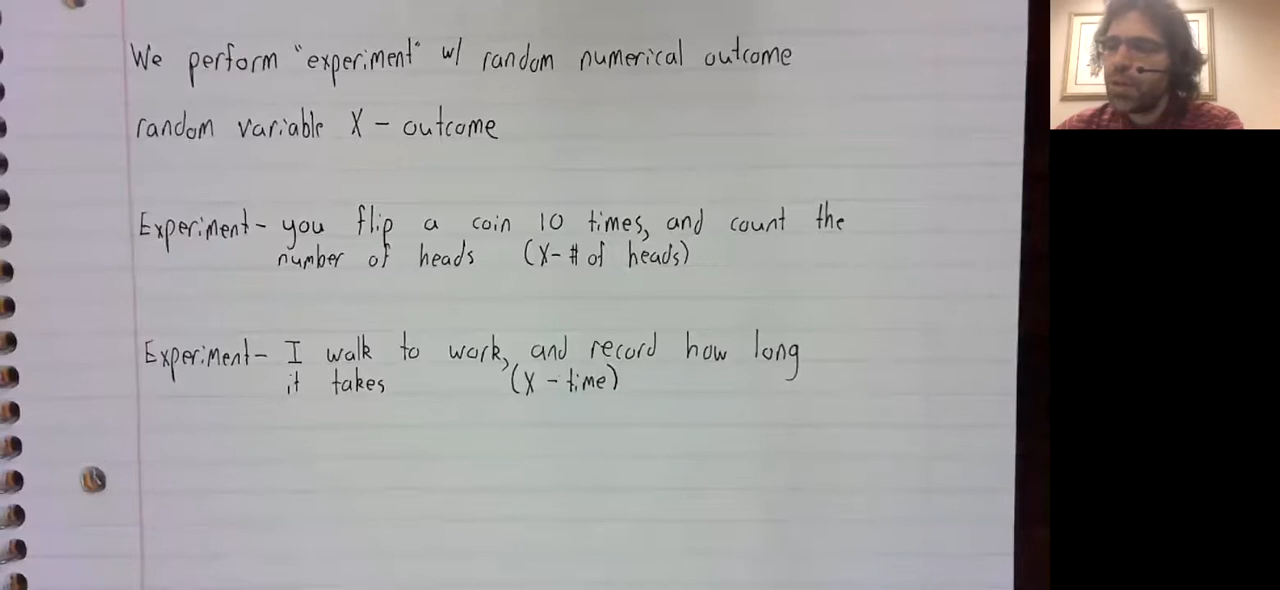 We perform "experiment" w/ random numerical outcome
random variable X - outcome
Experiment - you flip a coin 10 times, and count the
number of heads (X - # of heads)
Experiment - I walk to work, and record how long
it takes (X - time)